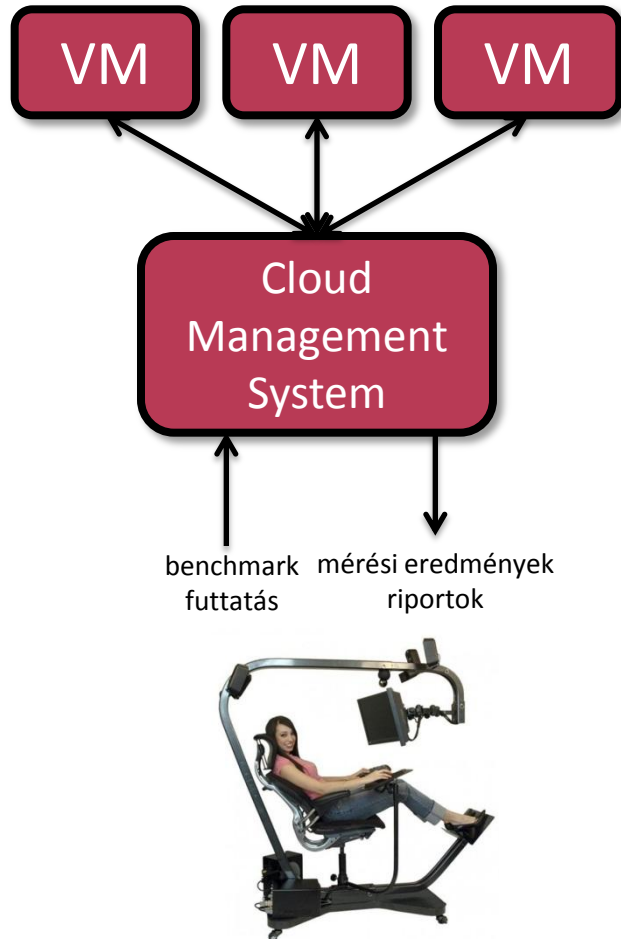 VM
VM
VM
Cloud
Management
System
benchmark
futtatás
mérési eredmények
riportok